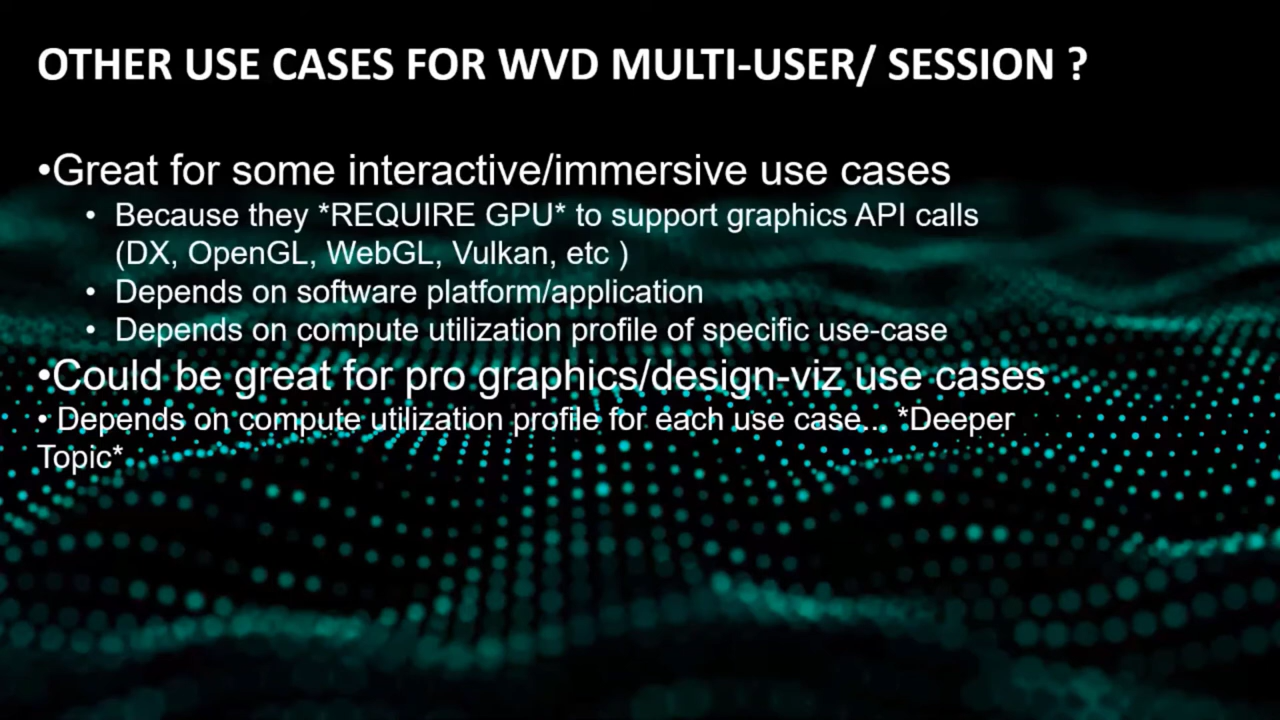 OTHER USE CASES FOR WVD MULTI-USER/ SESSION ?
•Great for some interactive/immersive use cases
• Because they *REQUIRE GPU* to support graphics API calls
(DX, OpenGL, WebGL, Vulkan, etc )
• Depends on software platform/application
• Depends on compute utilization profile of specific use-case
•Could be great for pro graphics/design-viz use cases
• Depends on compute utilization profile for each use case... *Deeper
Topic*